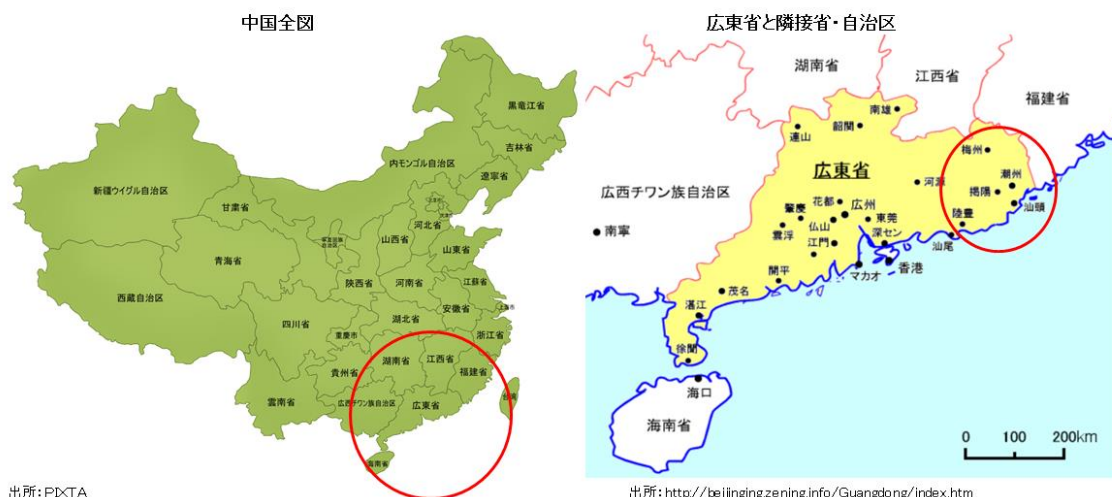 中国全図
黒竜江省
吉林省
内モンゴル自治区
遼寧省
新疆ウイグル自治区
甘粛省
河北省
山西省
山東省
青海省
陝西省
河南省
江蘇省
西蔵自治区
安徽省
上海市
四川省
湖北省
重慶市
浙江省
湖南省
江西省
貴州省
福建省
雲南省
広西チワン族自治区
広東省
台湾
海南省
出所:PIXTA
広東省と隣接省・自治区
湖南省
江西省
福建省
南雄
連山
韶関
梅州
広東省
潮州
広西チワン族自治区
河源
掲陽
花都
広州
汕頭
肇慶
東莞
陸豊
南寧
雲浮
仏山
深セン
汕尾
江門
香港
マカオ
開平
茂名
湛江
徐聞
海口
海南省
0 100 200km
出所:http://beijinging.zening.info/Guangdong/index.htm